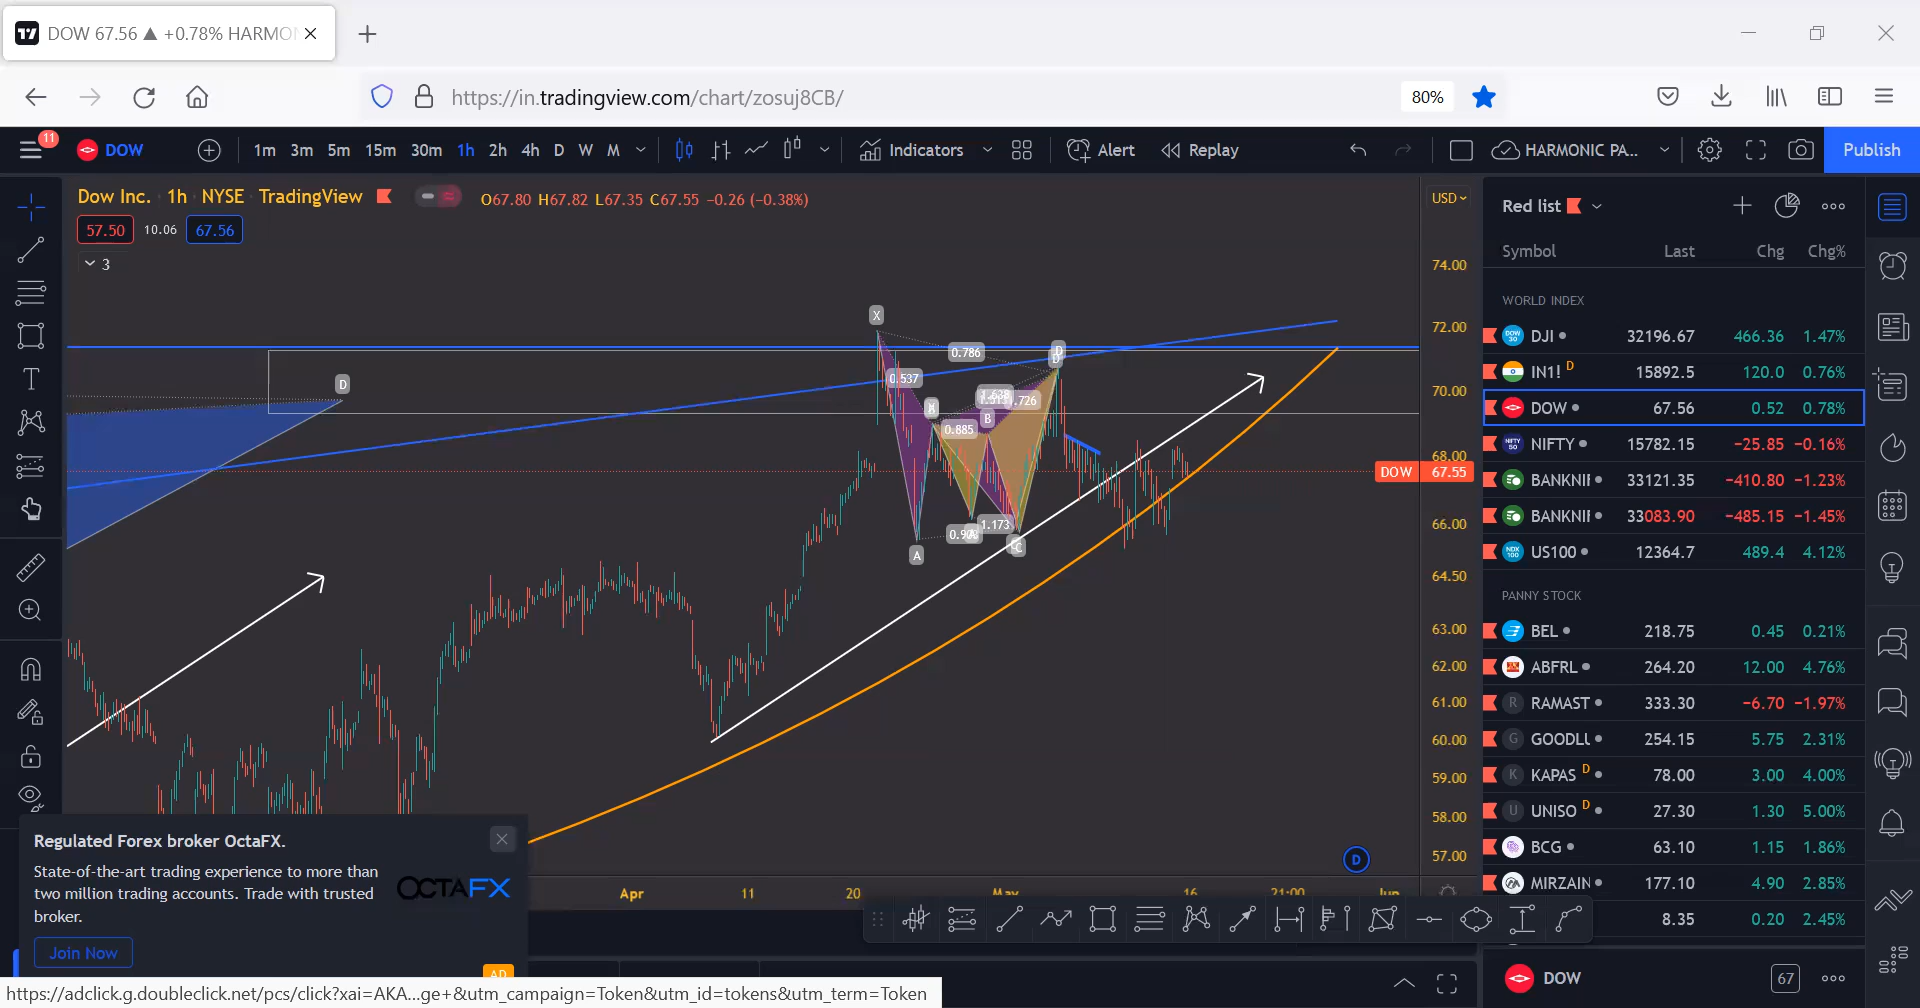 DOW 67.56 ▲ +0.78% HARMO
https://in.tradingview.com/chart/zosuj8CB/
80%
11
DOW
1m 3m 5m 15m 30m 1h 2h 4h D W M
Indicators
Alert
Replay
HARMONIC PA...
Publish
Dow Inc. 1h NYSE TradingView
O67.80 H67.82 L67.35 C67.55 −0.26 (−0.38%)
57.50 10.06 67.56
3
USD
74.00
72.00
70.00
68.00
DOW 67.55
66.00
64.50
63.00
62.00
61.00
60.00
59.00
58.00
57.00
X
0.786
D
0.537
D
1.313
0.726
B
0.885
1.173
A
C
D
Apr 11 20 May 16 21:00 Jun
Red list
Symbol Last Chg Chg%
WORLD INDEX
DJI 32196.67 466.36 1.47%
IN1! D 15892.5 120.0 0.76%
DOW 67.56 0.52 0.78%
NIFTY 15782.15 −25.85 −0.16%
BANKNI 33121.35 −410.80 −1.23%
BANKNI 33083.90 −485.15 −1.45%
US100 12364.7 489.4 4.12%
PANNY STOCK
BEL 218.75 0.45 0.21%
ABFRL 264.20 12.00 4.76%
R RAMAST 333.30 −6.70 −1.97%
G GOODLU 254.15 5.75 2.31%
K KAPAS D 78.00 3.00 4.00%
U UNISO D 27.30 1.30 5.00%
BCG 63.10 1.15 1.86%
MIRZAIN 177.10 4.90 2.85%
8.35 0.20 2.45%
DOW 67
Regulated Forex broker OctaFX.
State-of-the-art trading experience to more than
two million trading accounts. Trade with trusted
broker.
OCTAFX
Join Now
AD
https://adclick.g.doubleclick.net/pcs/click?xai=AKA...ge+&utm_campaign=Token&utm_id=tokens&utm_term=Token